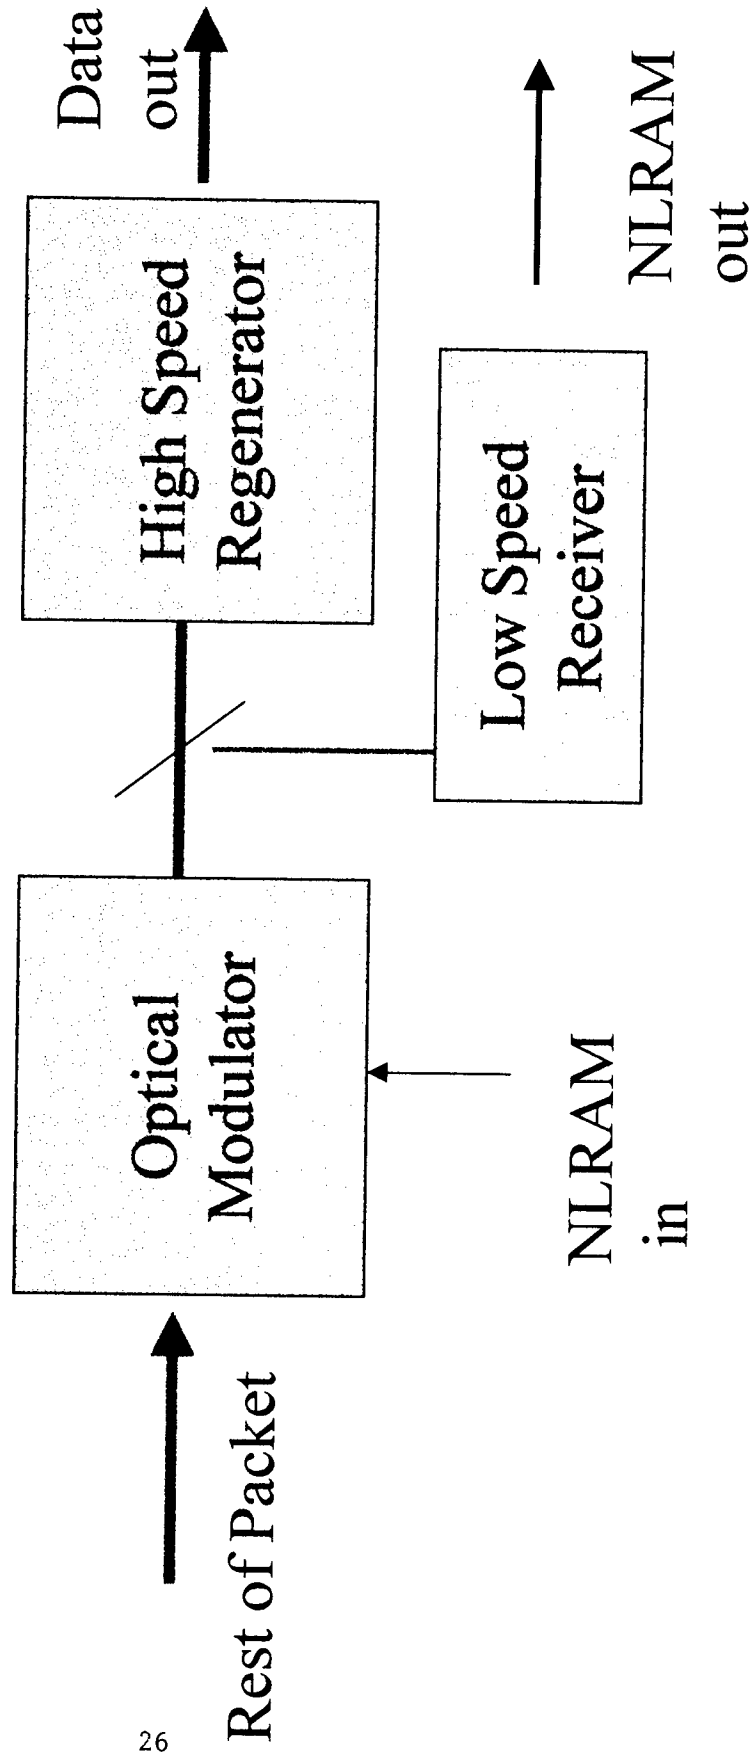 Rest of Packet
Optical
Modulator
NLRAM
in
High Speed
Regenerator
Low Speed
Receiver
Data
out
NLRAM
out
26